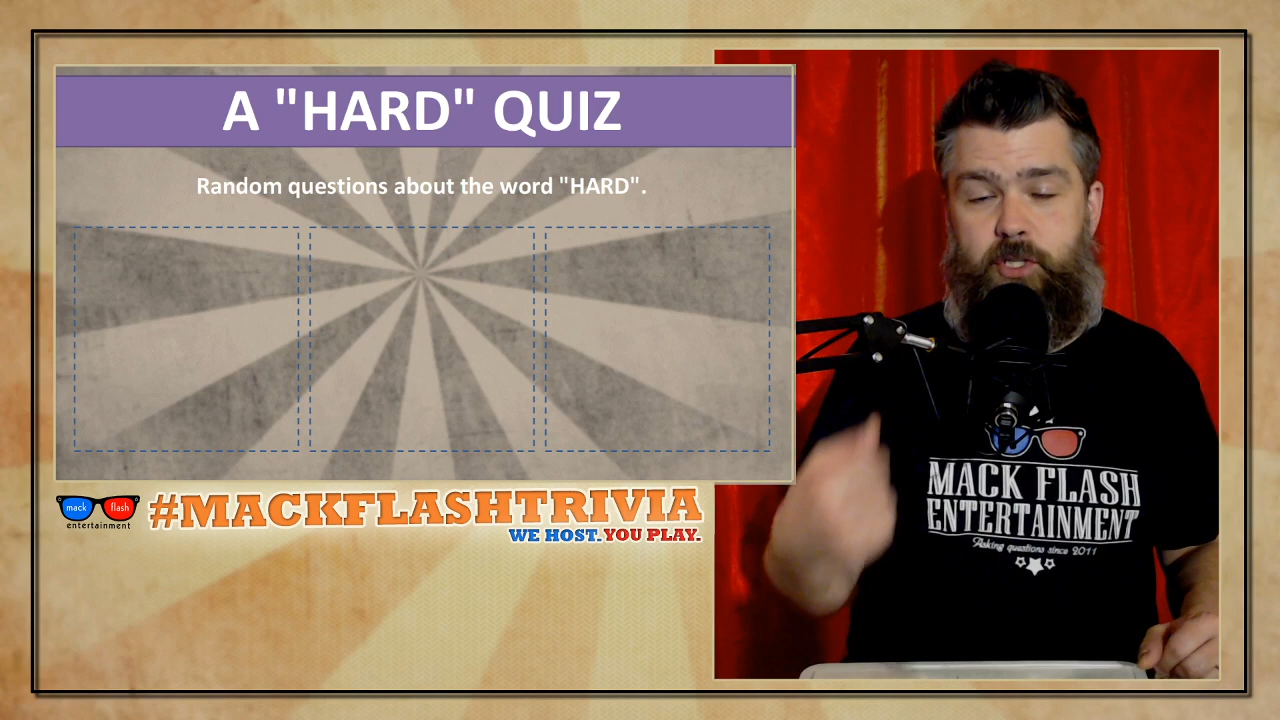 A "HARD" QUIZ
Random questions about the word "HARD".
mack flash
entertainment
#MACKFLASHTRIVIA
WE HOST.YOU PLAY.
MACK FLASH
ENTERTAINMENT
Asking questions since 2011